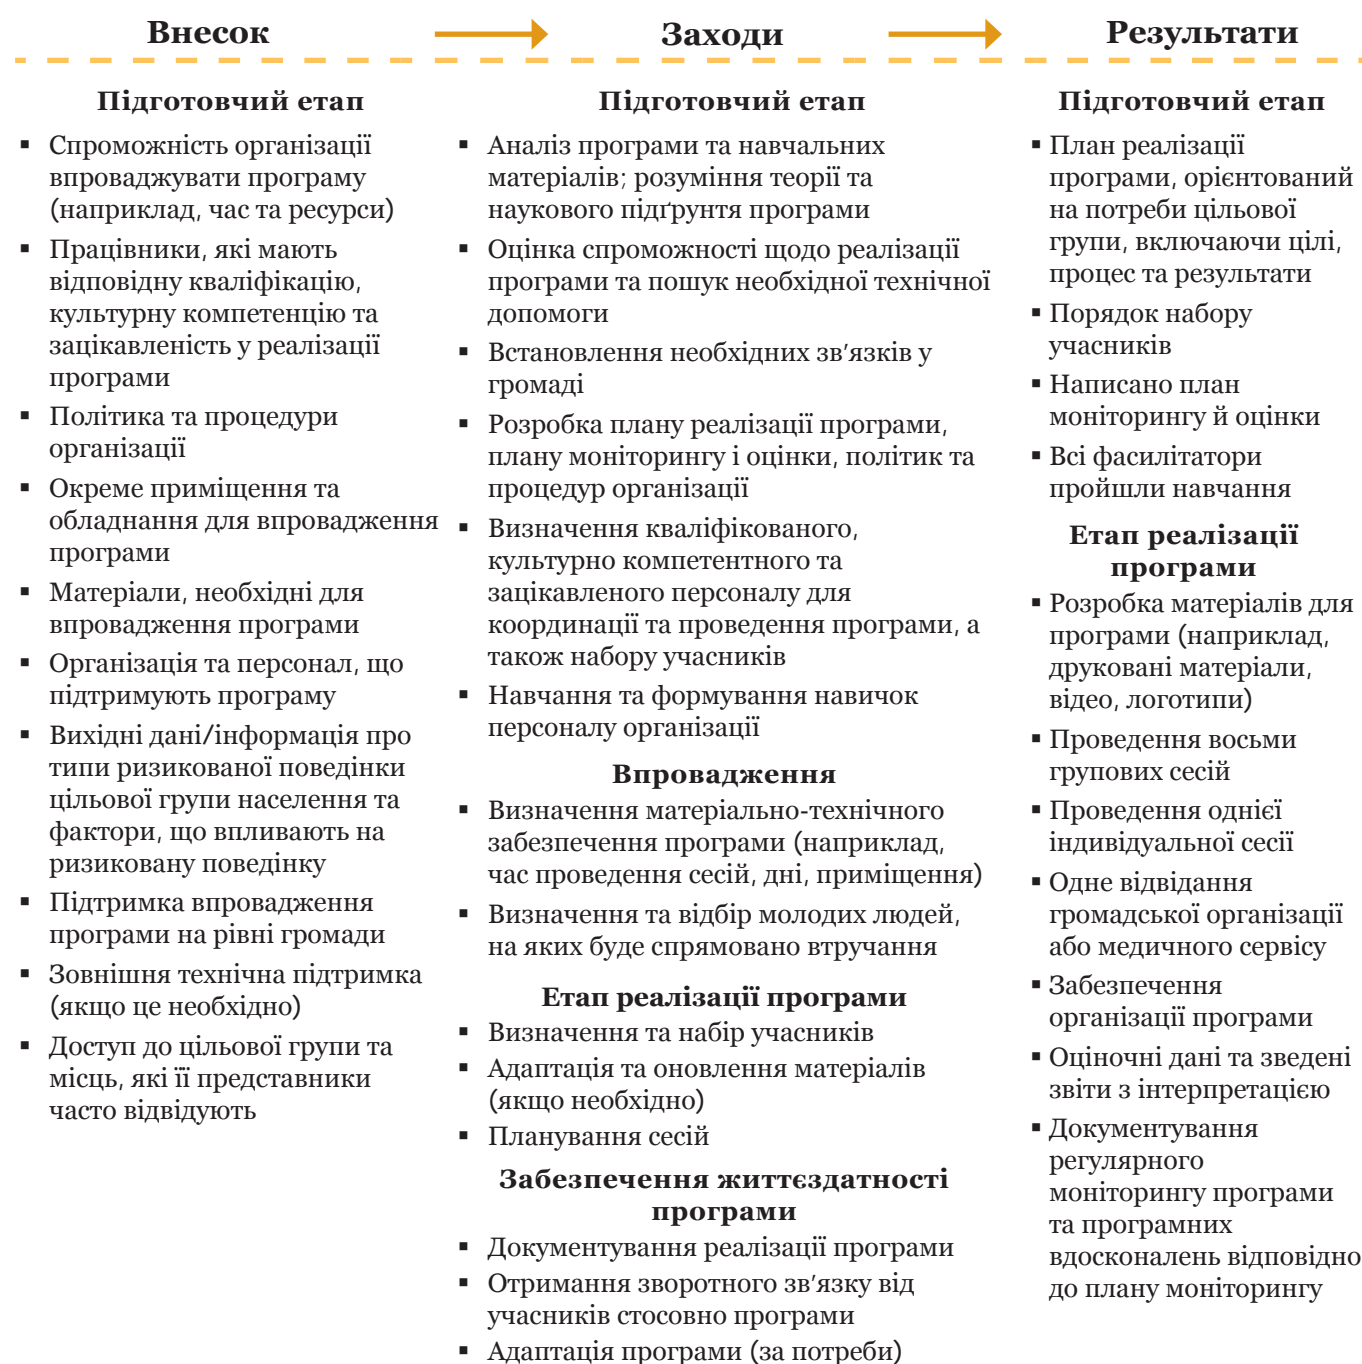 Внесок
Заходи
Результати
Підготовчий етап
Спроможність організації
впроваджувати програму
(наприклад, час та ресурси)
Працівники, які мають
відповідну кваліфікацію,
культурну компетенцію та
зацікавленість у реалізації
програми
Політика та процедури
організації
Окреме приміщення та
обладнання для впровадження
програми
Матеріали, необхідні для
впровадження програми
Організація та персонал, що
підтримують програму
Вихідні дані/інформація про
типи ризикованої поведінки
цільової групи населення та
фактори, що впливають на
ризиковану поведінку
Підтримка впровадження
програми на рівні громади
Зовнішня технічна підтримка
(якщо це необхідно)
Доступ до цільової групи та
місць, які її представники
часто відвідують
Підготовчий етап
Аналіз програми та навчальних
матеріалів; розуміння теорії та
наукового підґрунтя програми
Оцінка спроможності щодо реалізації
програми та пошук необхідної технічної
допомоги
Встановлення необхідних зв’язків у
громаді
Розробка плану реалізації програми,
плану моніторингу і оцінки, політик та
процедур організації
Визначення кваліфікованого,
культурно компетентного та
зацікавленого персоналу для
координації та проведення програми, а
також набору учасників
Навчання та формування навичок
персоналу організації
Впровадження
Визначення матеріально-технічного
забезпечення програми (наприклад,
час проведення сесій, дні, приміщення)
Визначення та відбір молодих людей,
на яких буде спрямовано втручання
Етап реалізації програми
Визначення та набір учасників
Адаптація та оновлення матеріалів
(якщо необхідно)
Планування сесій
Забезпечення життєздатності
програми
Документування реалізації програми
Отримання зворотного зв’язку від
учасників стосовно програми
Адаптація програми (за потреби)
Підготовчий етап
План реалізації
програми, орієнтований
на потреби цільової
групи, включаючи цілі,
процес та результати
Порядок набору
учасників
Написано план
моніторингу й оцінки
Всі фасилітатори
пройшли навчання
Етап реалізації
програми
Розробка матеріалів для
програми (наприклад,
друковані матеріали,
відео, логотипи)
Проведення восьми
групових сесій
Проведення однієї
індивідуальної сесії
Одне відвідання
громадської організації
або медичного сервісу
Забезпечення
організації програми
Оціночні дані та зведені
звіти з інтерпретацією
Документування
регулярного
моніторингу програми
та програмних
вдосконалень відповідно
до плану моніторингу